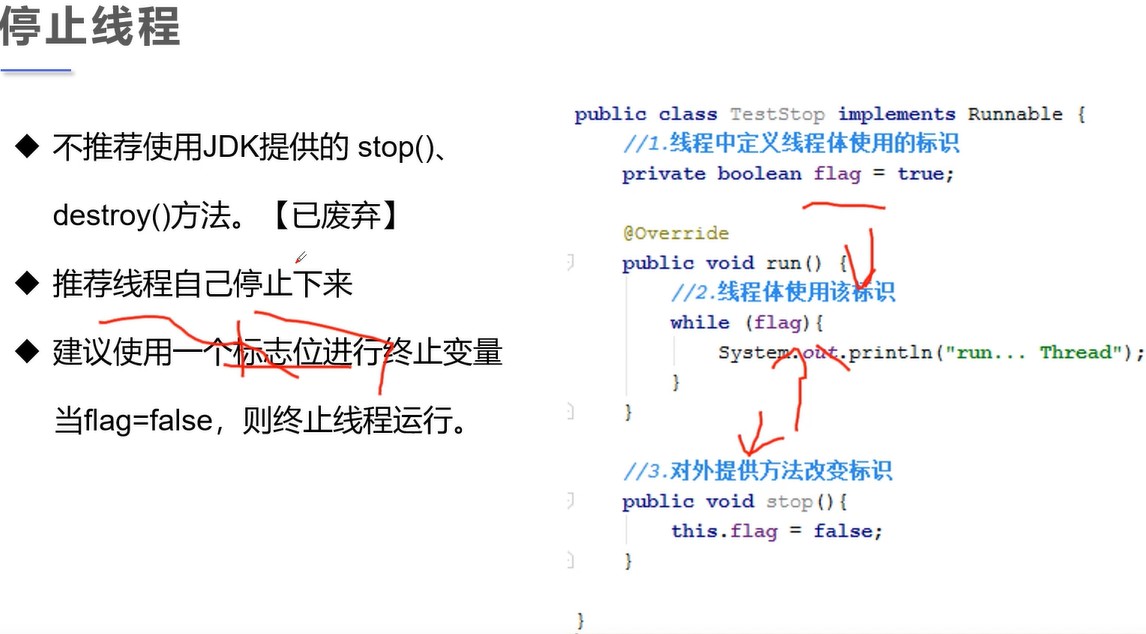 停止线程
◆ 不推荐使用JDK提供的 stop()、
destroy()方法。【已废弃】
◆ 推荐线程自己停止下来
◆ 建议使用一个标志位进行终止变量
当flag=false，则终止线程运行。
public class TestStop implements Runnable {
//1.线程中定义线程体使用的标识
private boolean flag = true;
@Override
public void run() {
//2.线程体使用该标识
while (flag){
System.out.println("run... Thread");
}
}
//3.对外提供方法改变标识
public void stop(){
this.flag = false;
}
}